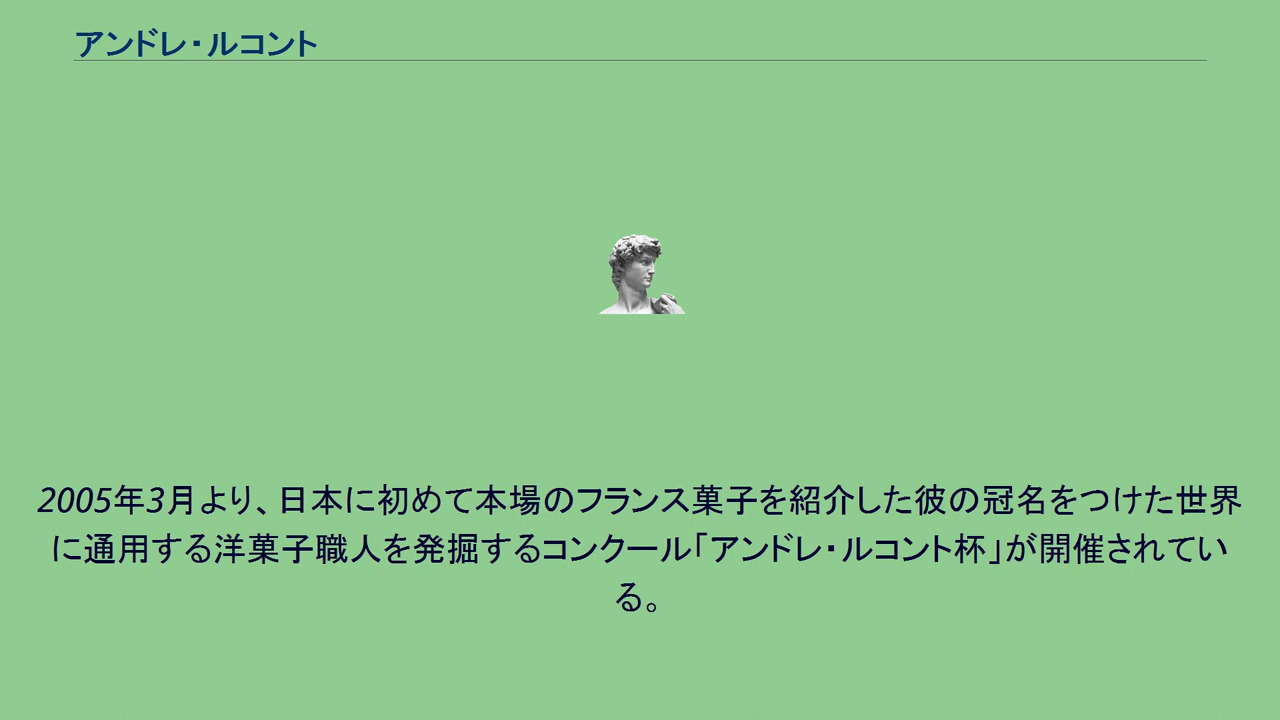 アンドレ・ルコント
2005年3月より、日本に初めて本場のフランス菓子を紹介した彼の冠名をつけた世界
に通用する洋菓子職人を発掘するコンクール「アンドレ・ルコント杯」が開催されてい
る。